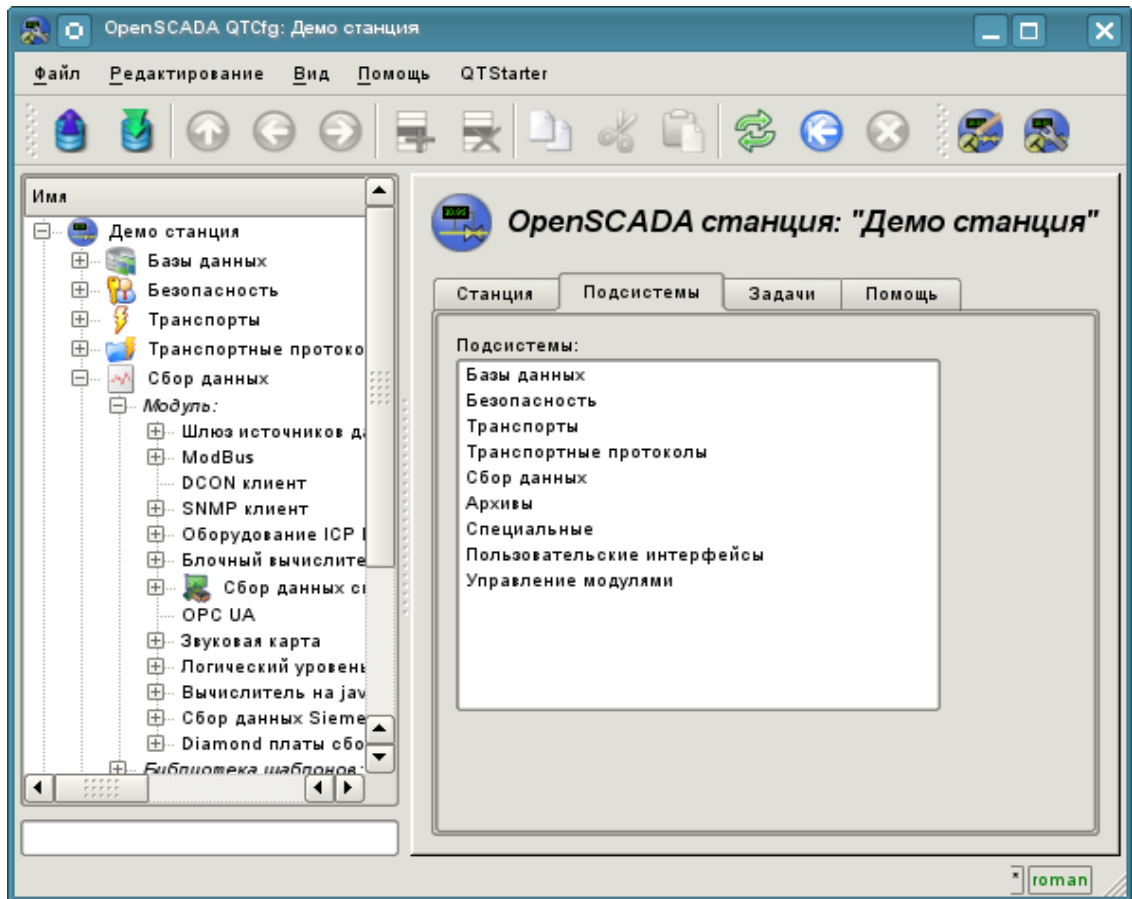 OpenSCADA QTCfg: Демо станция
Файл Редактирование Вид Помощь QTStarter
Имя
Демо станция
Базы данных
Безопасность
Транспорты
Транспортные протоко
Сбор данных
Модуль:
Шлюз источников д
ModBus
DCON клиент
SNMP клиент
Оборудование ICP
Блочный вычислите
Сбор данных с
OPC UA
Звуковая карта
Логический уровень
Вычислитель на jav
Сбор данных Sieme
Diamond платы сбо
Библиотека шаблонов:
OpenSCADA станция: "Демо станция"
Станция Подсистемы Задачи Помощь
Подсистемы:
Базы данных
Безопасность
Транспорты
Транспортные протоколы
Сбор данных
Архивы
Специальные
Пользовательские интерфейсы
Управление модулями
* roman